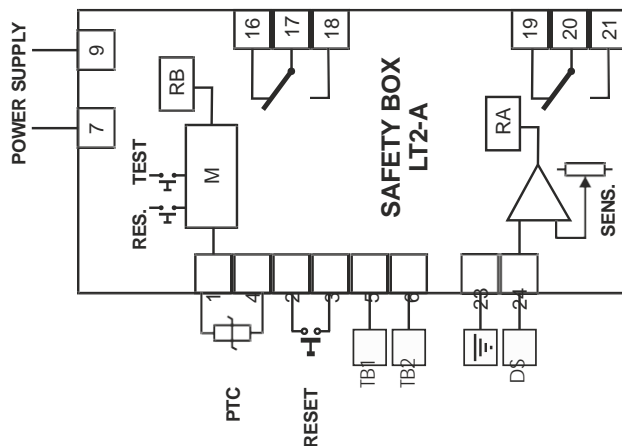 16
17
18
19
20
21
POWER SUPPLY
9
7
RB
M
TEST
RES.
SAFETY BOX
LT2-A
RA
SENS.
1
4
2
3
5
6
23
24
PTC
RESET
TB1
TB2
DS